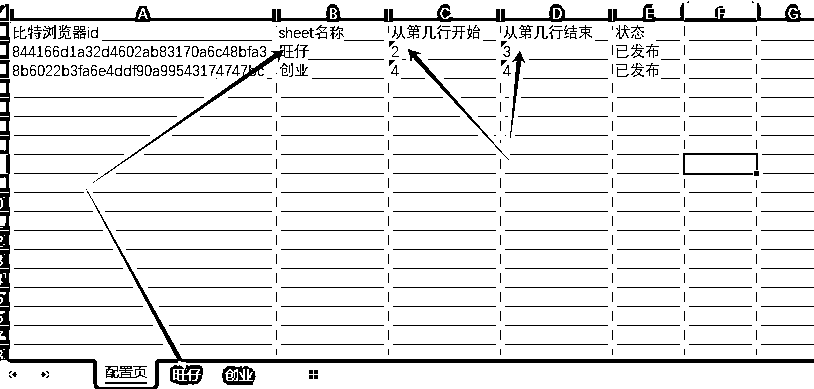 A B C D E F G
比特浏览器id sheet名称 从第几行开始 从第几行结束 状态
844166d1a32d4602ab83170a6c48bfa3 旺仔 2 3 已发布
8b6022b3fa6e4ddf90a99543174747bc 创业 4 4 已发布
配置页 旺仔 创业